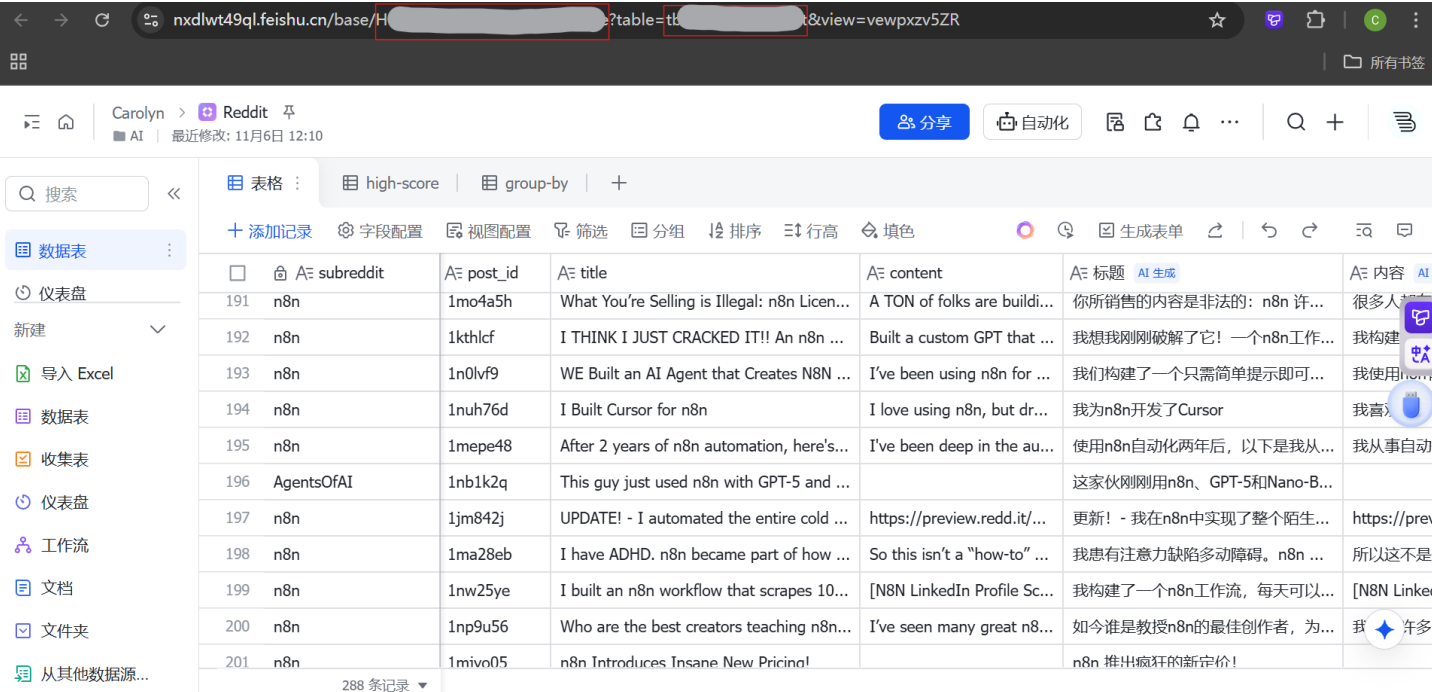 nxdlwt49ql.feishu.cn/base/H e?table=tb t&view=vewpxzv5ZR
C
所有书签
Carolyn > Reddit
AI 最近修改: 11月6日 12:10
分享 自动化
搜索
表格 high-score group-by
添加记录 字段配置 视图配置 筛选 分组 排序 行高 填色 生成表单
数据表
仪表盘
新建
导入 Excel
数据表
收集表
仪表盘
工作流
文档
文件夹
从其他数据源...
subreddit post_id title content 标题 AI 生成 内容 AI
191 n8n 1mo4a5h What You’re Selling is Illegal: n8n Licen... A TON of folks are buildi... 你所销售的内容是非法的：n8n 许... 很多人
192 n8n 1kthlcf I THINK I JUST CRACKED IT!! An n8n ... Built a custom GPT that ... 我想我刚刚破解了它！一个n8n工作... 我构建
193 n8n 1n0lvf9 WE Built an AI Agent that Creates N8N ... I’ve been using n8n for ... 我们构建了一个只需简单提示即可... 我使用
194 n8n 1nuh76d I Built Cursor for n8n I love using n8n, but dr... 我为n8n开发了Cursor 我喜
195 n8n 1mepe48 After 2 years of n8n automation, here's... I've been deep in the au... 使用n8n自动化两年后，以下是我从... 我从事自动
196 AgentsOfAI 1nb1k2q This guy just used n8n with GPT-5 and ... 这家伙刚刚用n8n、GPT-5和Nano-B...
197 n8n 1jm842j UPDATE! - I automated the entire cold ... https://preview.redd.it/... 更新！- 我在n8n中实现了整个陌生... https://prev
198 n8n 1ma28eb I have ADHD. n8n became part of how ... So this isn’t a “how-to” ... 我患有注意力缺陷多动障碍。n8n ... 所以这不是
199 n8n 1nw25ye I built an n8n workflow that scrapes 10... [N8N LinkedIn Profile Sc... 我构建了一个n8n工作流，每天可以... [N8N Linke
200 n8n 1np9u56 Who are the best creators teaching n8n... I’ve seen many great n8... 如今谁是教授n8n的最佳创作者，为... 我 许多
201 n8n 1mivo05 n8n Introduces Insane New Pricing! n8n 推出疯狂的新定价！
288 条记录